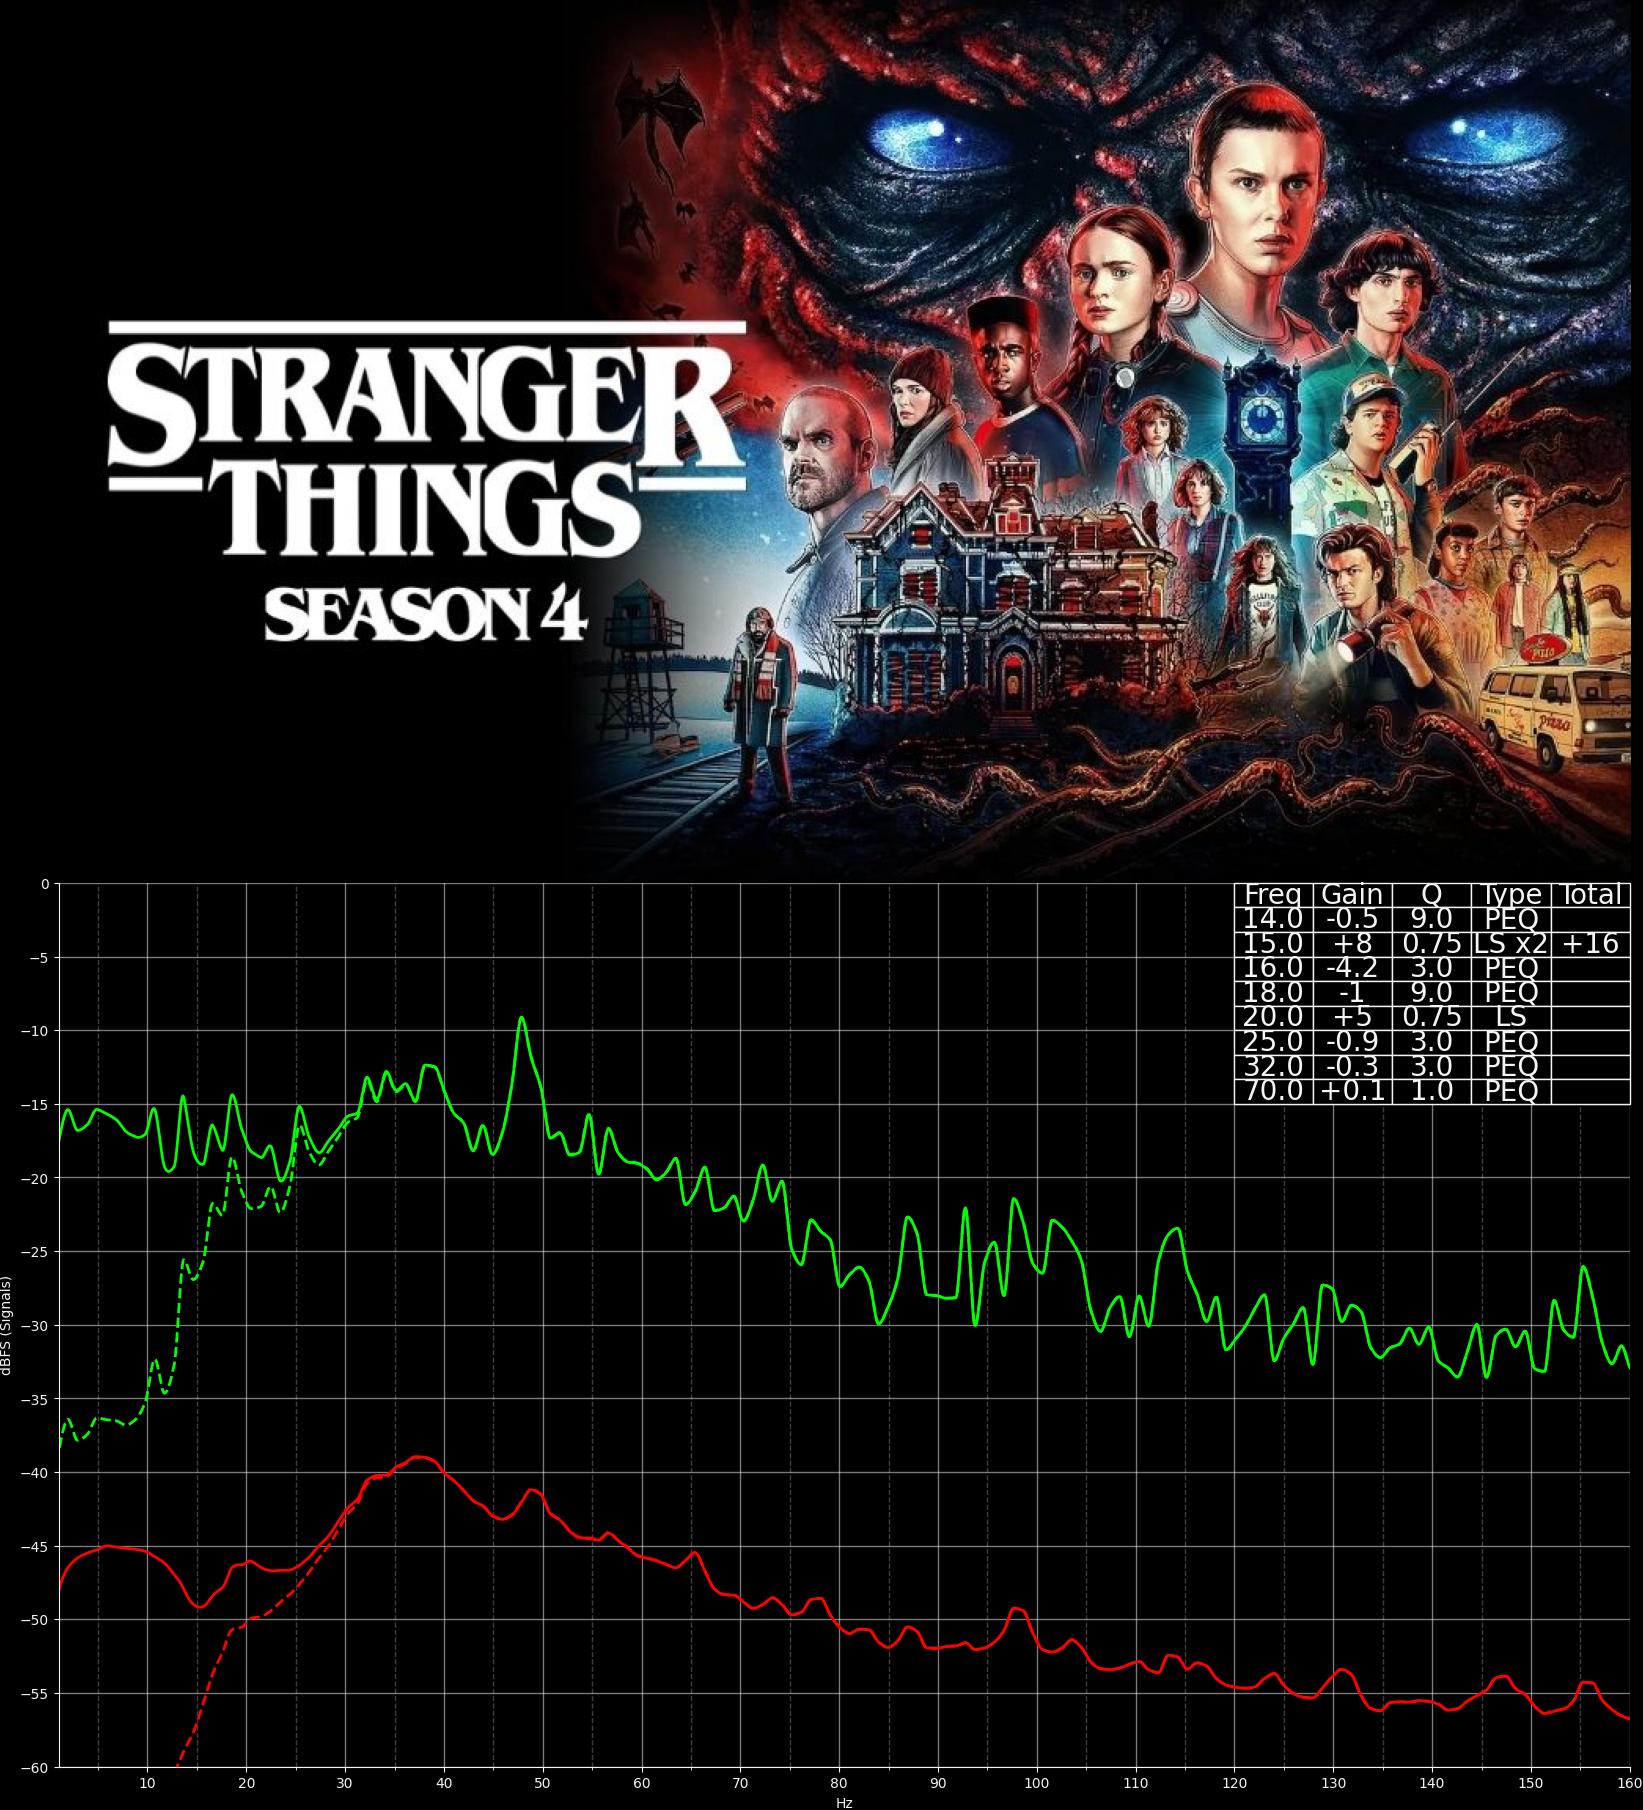 STRANGER
THINGS
SEASON 4
Freq Gain Q Type Total
14.0 -0.5 9.0 PEQ
15.0 +8 0.75 LS x2 +16
16.0 -4.2 3.0 PEQ
18.0 -1 9.0 PEQ
20.0 +5 0.75 LS
25.0 -0.9 3.0 PEQ
32.0 -0.3 3.0 PEQ
70.0 +0.1 1.0 PEQ
0
−5
−10
−15
−20
−25
−30
−35
−40
−45
−50
−55
−60
dBFS (Signals)
10 20 30 40 50 60 70 80 90 100 110 120 130 140 150 160
Hz